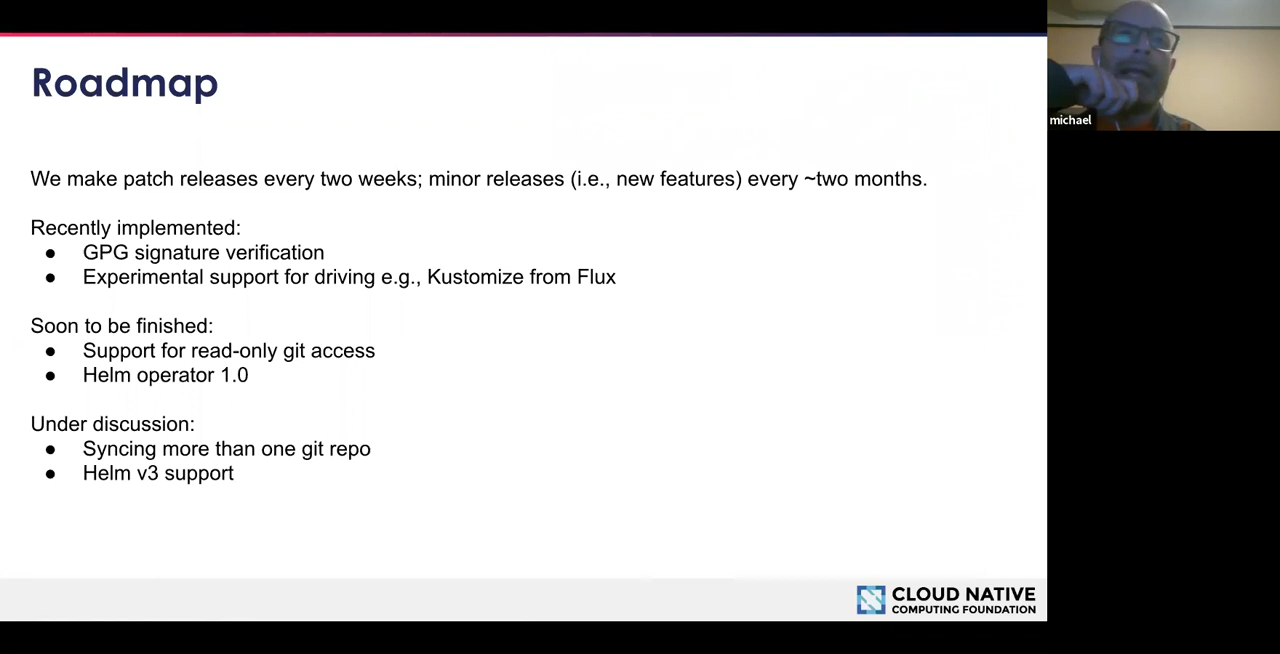 Roadmap
We make patch releases every two weeks; minor releases (i.e., new features) every ~two months.
Recently implemented:
● GPG signature verification
● Experimental support for driving e.g., Kustomize from Flux
Soon to be finished:
● Support for read-only git access
● Helm operator 1.0
Under discussion:
● Syncing more than one git repo
● Helm v3 support
CLOUD NATIVE
COMPUTING FOUNDATION
michael